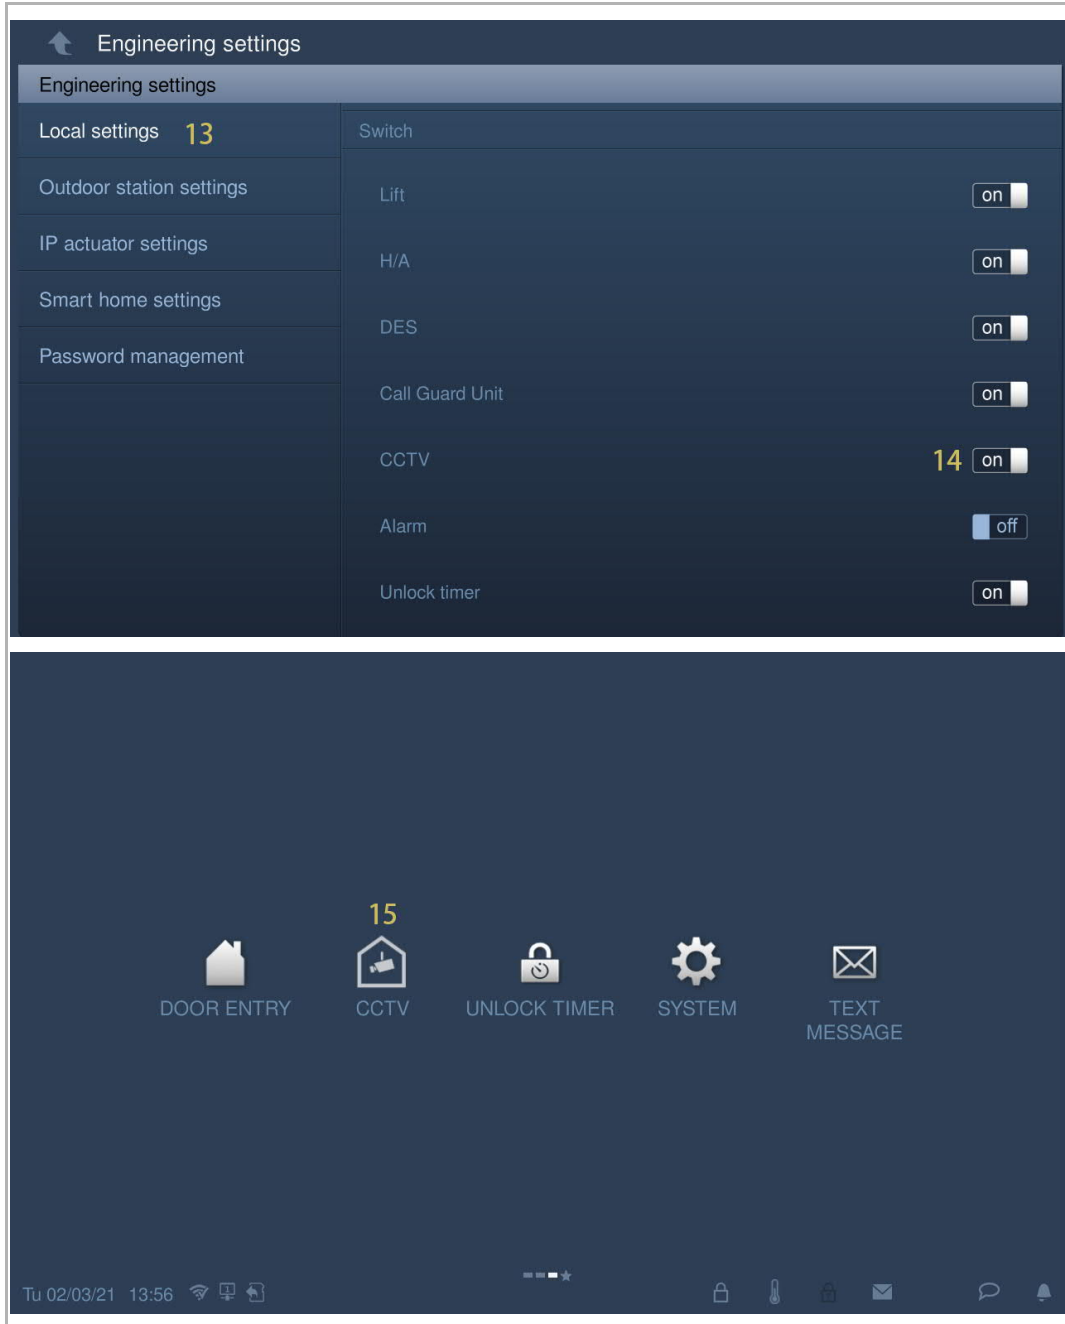 Engineering settings
Engineering settings
Local settings 13
Outdoor station settings
IP actuator settings
Smart home settings
Password management
Switch
Lift on
H/A on
DES on
Call Guard Unit on
CCTV 14 on
Alarm off
Unlock timer on
15
DOOR ENTRY CCTV UNLOCK TIMER SYSTEM TEXT
MESSAGE
Tu 02/03/21 13:56 1